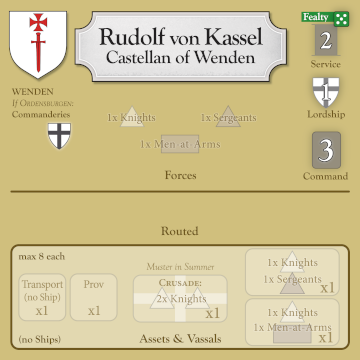 Rudolf von Kassel
Castellan of Wenden
Fealty
2
Service
1
Lordship
3
Command
WENDEN
If Ordensburgen:
Commanderies
1x Knights
1x Sergeants
1x Men-at-Arms
Forces
Routed
max 8 each
Transport
(no Ship)
x1
Prov
x1
(no Ships)
Muster in Summer
Crusade:
2x Knights
x1
Assets & Vassals
1x Knights
1x Sergeants
x1
1x Knights
1x Men-at-Arms
x1